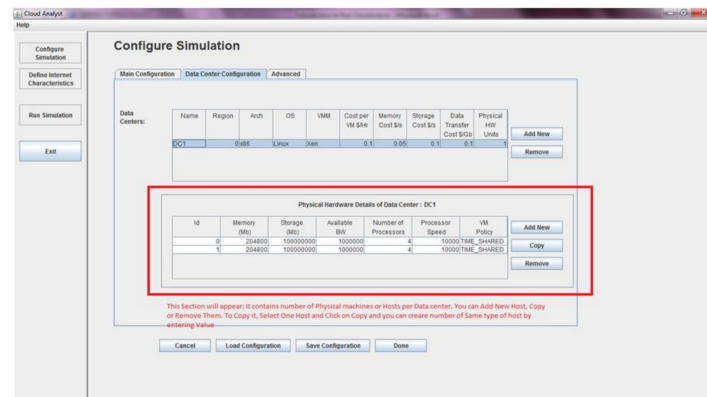 Cloud Analyst
Help
Configure Simulation
Configure
Simulation
Define Internet
Characteristics
Run Simulation
Exit
Main Configuration Data Center Configuration Advanced
Data
Centers:
Name Region Arch OS VMM Cost per VM $/Hr Memory Cost $/s Storage Cost $/s Data Transfer Cost $/Gb Physical HW Units
DC1 0 x86 Linux Xen 0.1 0.05 0.1 0.1 1
Add New
Remove
Physical Hardware Details of Data Center : DC1
Id Memory (Mb) Storage (Mb) Available BW Number of Processors Processor Speed VM Policy
0 204800 100000000 1000000 4 10000 TIME_SHARED
1 204800 100000000 1000000 4 10000 TIME_SHARED
Add New
Copy
Remove
This Section will appear; It contains number of Physical machines or Hosts per Data center. You can Add New Host, Copy
or Remove Them. To Copy it, Select One Host and Click on Copy and you can creare number of Same type of host by
entering Value
Cancel Load Configuration Save Configuration Done